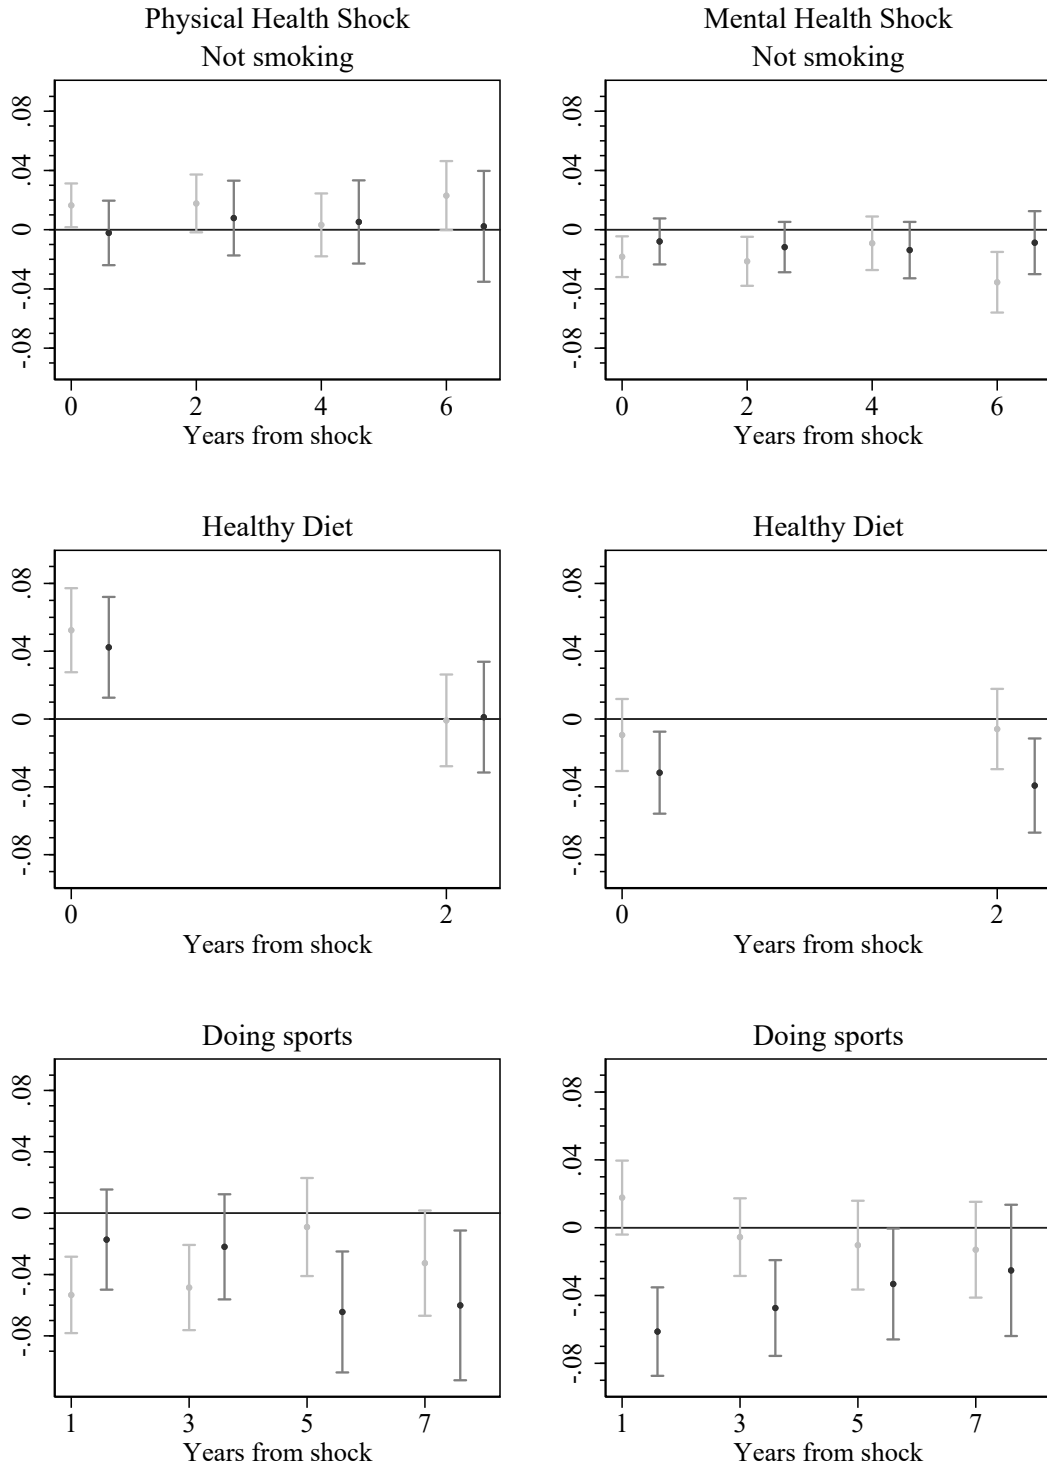 Physical Health Shock
Not smoking
.08
.04
0
-.04
-.08
0 2 4 6
Years from shock
Mental Health Shock
Not smoking
.08
.04
0
-.04
-.08
0 2 4 6
Years from shock
Healthy Diet
.08
.04
0
-.04
-.08
0 2
Years from shock
Healthy Diet
.08
.04
0
-.04
-.08
0 2
Years from shock
Doing sports
.08
.04
0
-.04
-.08
1 3 5 7
Years from shock
Doing sports
.08
.04
0
-.04
-.08
1 3 5 7
Years from shock